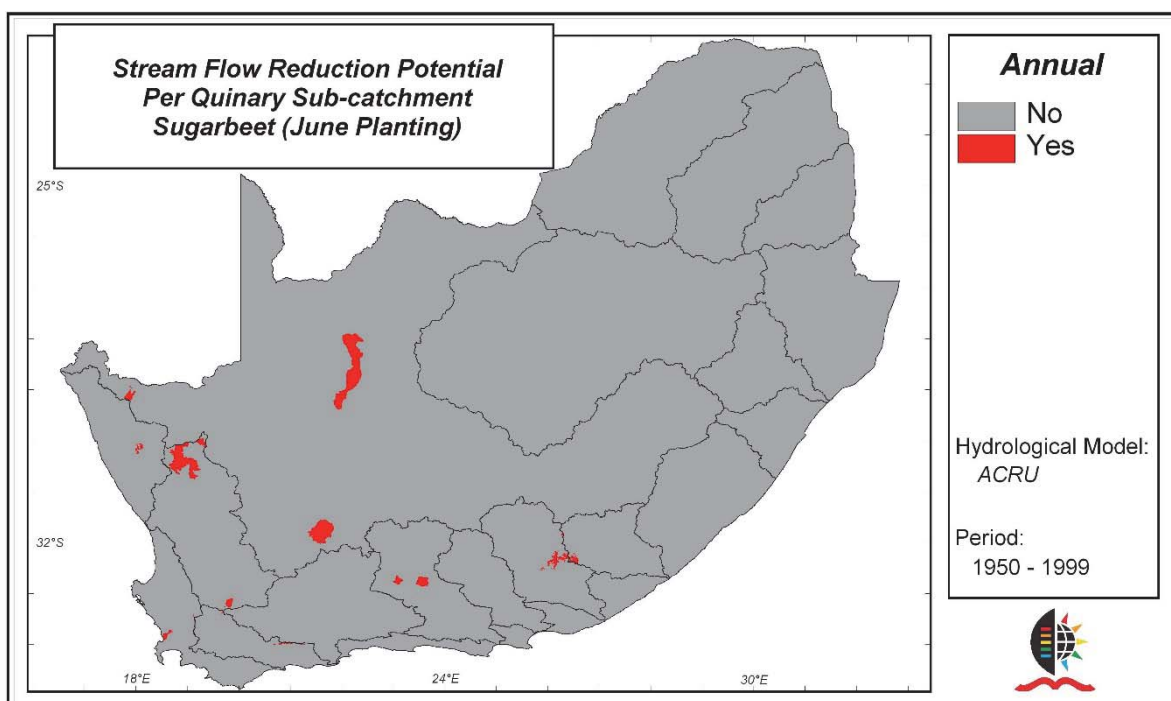 Stream Flow Reduction Potential
Per Quinary Sub-catchment
Sugarbeet (June Planting)
Annual
No
Yes
25°S
32°S
18°E
24°E
30°E
Hydrological Model:
ACRU
Period:
1950 - 1999